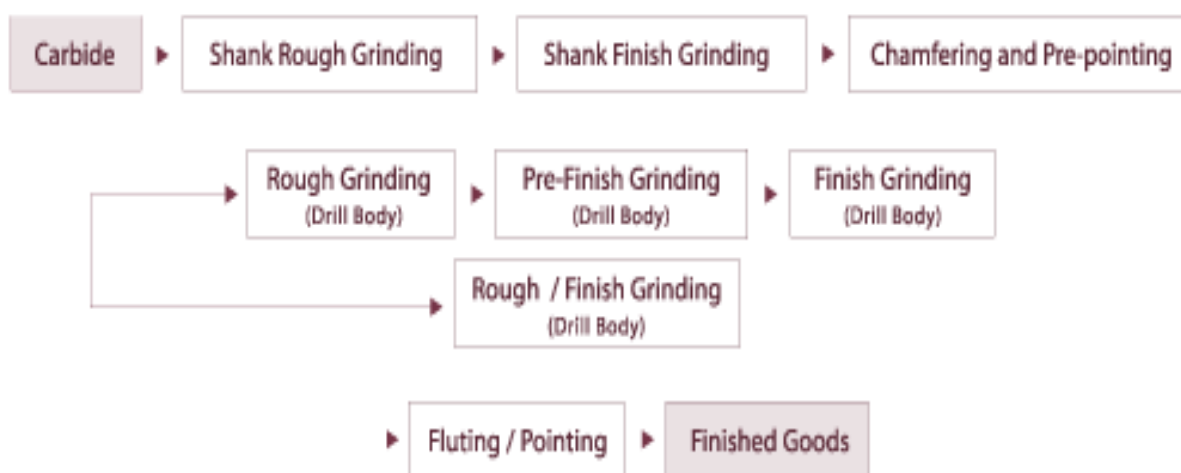 Carbide
Shank Rough Grinding
Shank Finish Grinding
Chamfering and Pre-pointing
Rough Grinding
(Drill Body)
Pre-Finish Grinding
(Drill Body)
Finish Grinding
(Drill Body)
Rough / Finish Grinding
(Drill Body)
Fluting / Pointing
Finished Goods